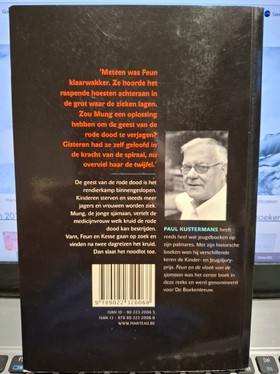 'Meteen was Feun
klaarwakker. Ze hoorde het
raspende hoesten achteraan in
de grot waar de zieken lagen.
Zou Mung een oplossing
hebben om de geest van de
rode dood te verjagen?
Gisteren had ze zelf geloofd in
de kracht van de spiraal, nu
overviel haar de twijfel.'
De geest van de rode dood is het
rendierkamp binnengeslopen.
Kinderen sterven en steeds meer
jagers en vrouwen worden ziek.
Mung, de jonge sjamaan, vertelt
de medicijnvrouw welk kruid de rode
dood kan bestrijden.
Vam, Feun en Kesse gaan op zoek en
vinden na twee dagreizen het kruid.
Dan slaat het noodlot toe.
PAUL KUSTERMANS heeft
reeds heel wat jeugdboeken op
zijn palmares. Met zijn historische
boeken won hij verschillende
keren de Kinder- en Jeugdjury-
prijs. Feun en de vloek van de
sjamaan was het eerste boek in
deze reeks en werd genomineerd
voor De Boekenleeuw.
9 789022 320068
ISBN 10 - 90 223 2006 5
ISBN 13 - 978 90 223 2006 8
WWW.MANTEAU.BE